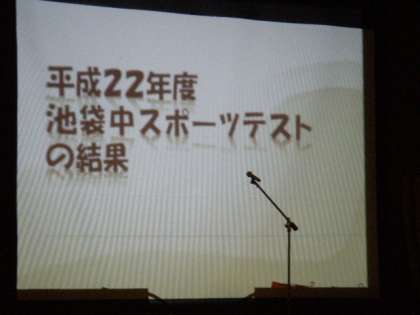 平成22年度
池袋中スポーツテスト
の結果